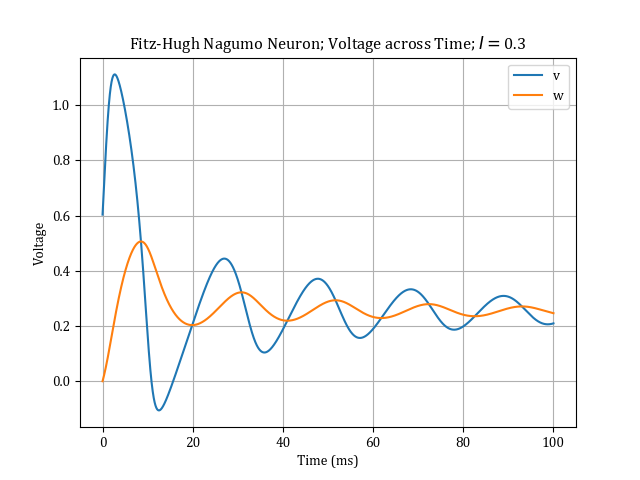 Fitz-Hugh Nagumo Neuron; Voltage across Time; I = 0.3
v
w
Voltage
1.0
0.8
0.6
0.4
0.2
0.0
0 20 40 60 80 100
Time (ms)